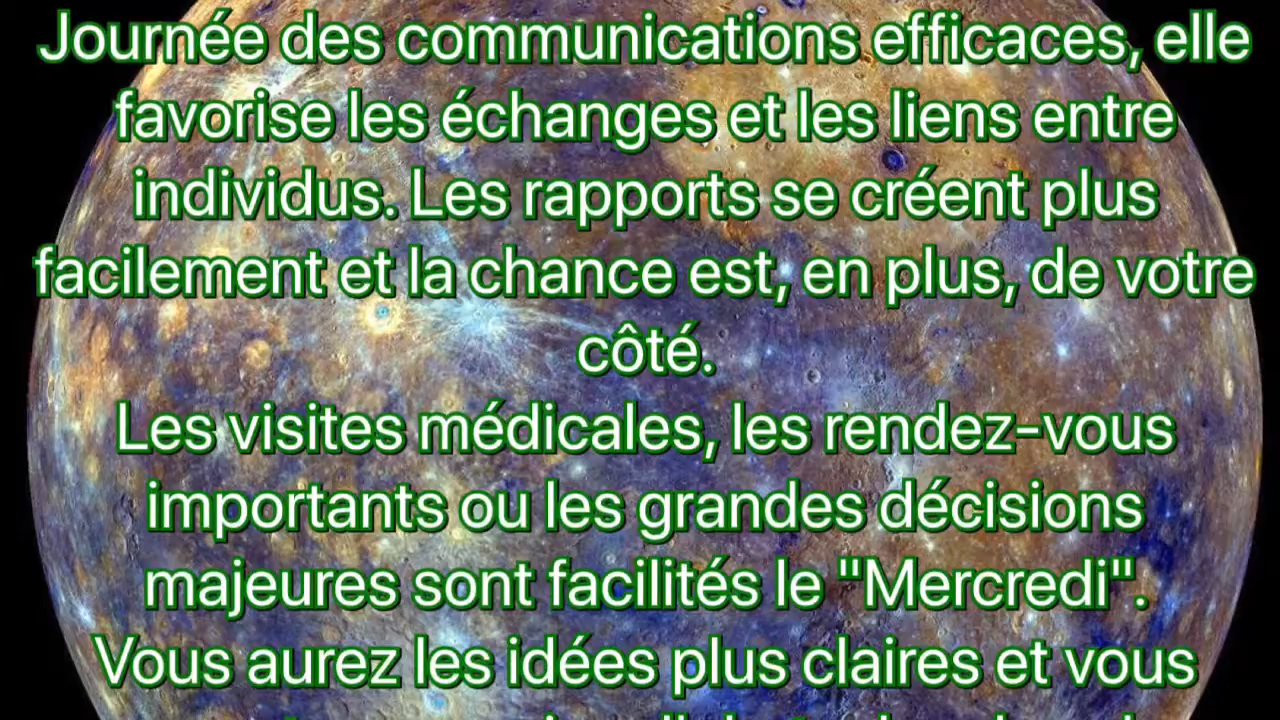 Journée des communications efficaces, elle
favorise les échanges et les liens entre
individus. Les rapports se créent plus
facilement et la chance est, en plus, de votre
côté.
Les visites médicales, les rendez-vous
importants ou les grandes décisions
majeures sont facilités le "Mercredi".
Vous aurez les idées plus claires et vous